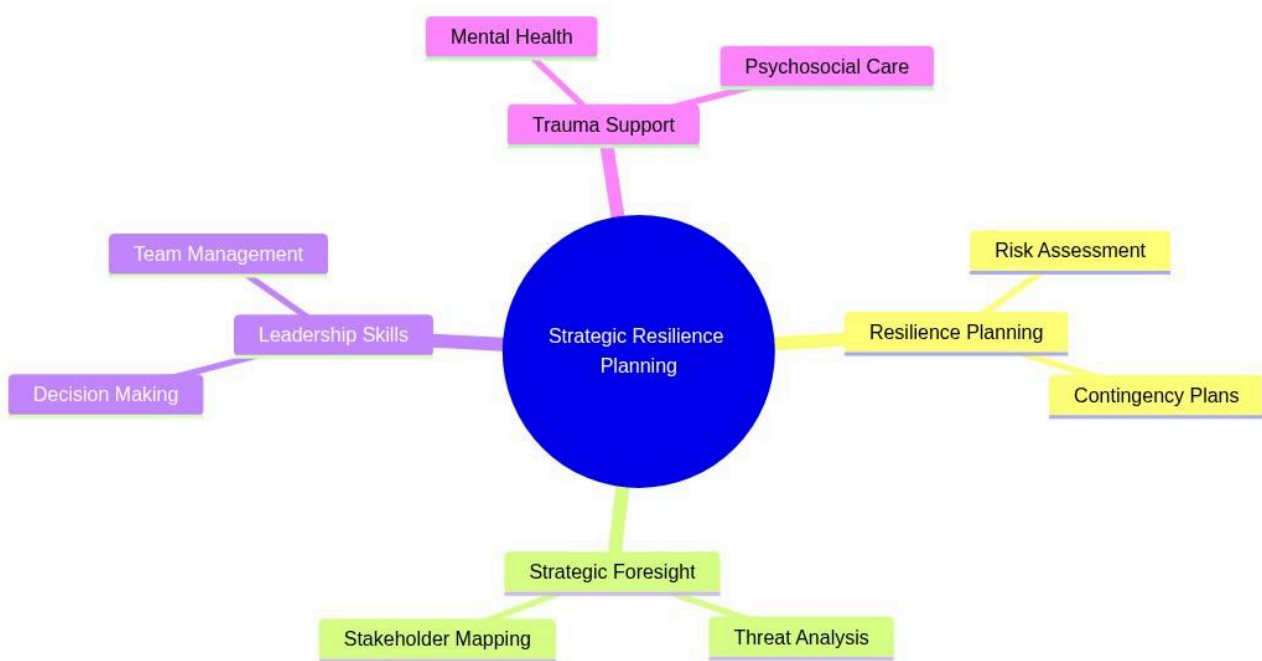 Mental Health
Psychosocial Care
Trauma Support
Team Management
Risk Assessment
Leadership Skills
Strategic Resilience
Planning
Resilience Planning
Decision Making
Contingency Plans
Strategic Foresight
Stakeholder Mapping
Threat Analysis